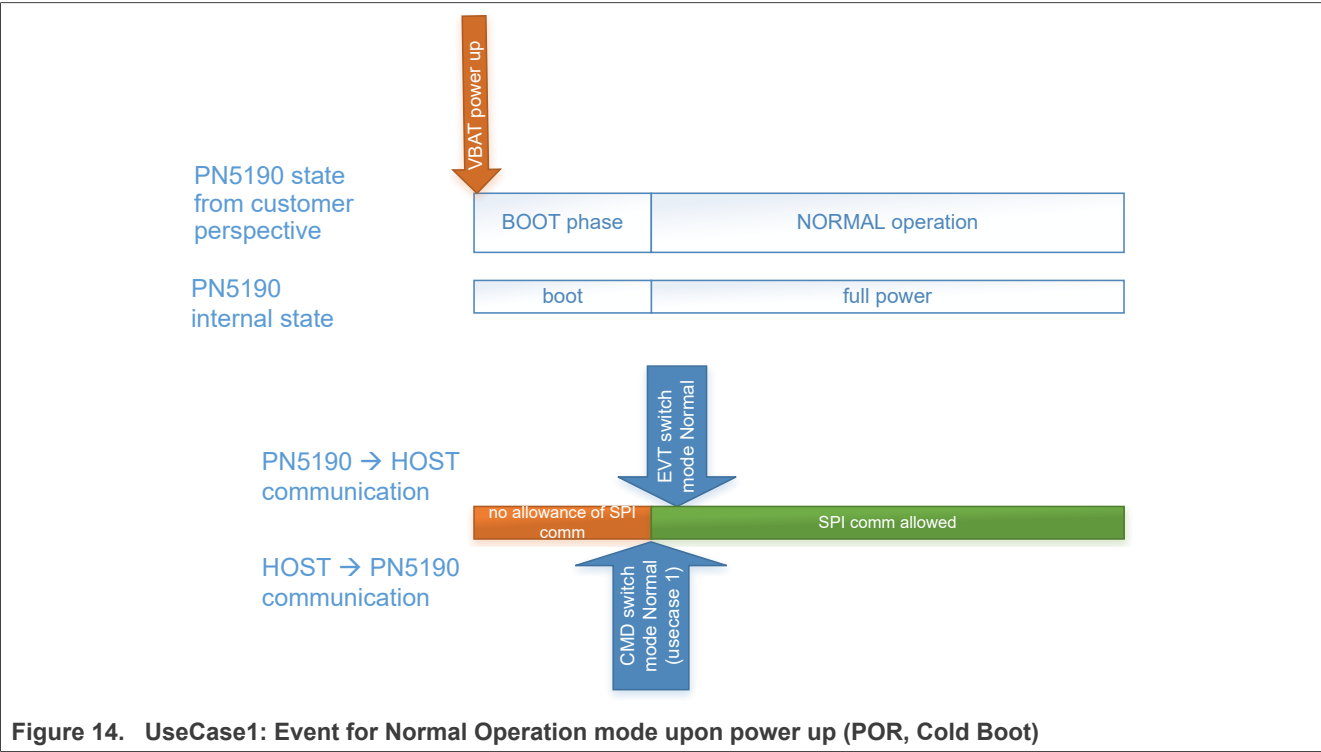 VBAT power up
PN5190 state
from customer
perspective
BOOT phase
NORMAL operation
PN5190
internal state
boot
full power
EVT switch
mode Normal
PN5190 → HOST
communication
no allowance of SPI
comm
SPI comm allowed
HOST → PN5190
communication
CMD switch
mode Normal
(usecase 1)
Figure 14. UseCase1: Event for Normal Operation mode upon power up (POR, Cold Boot)